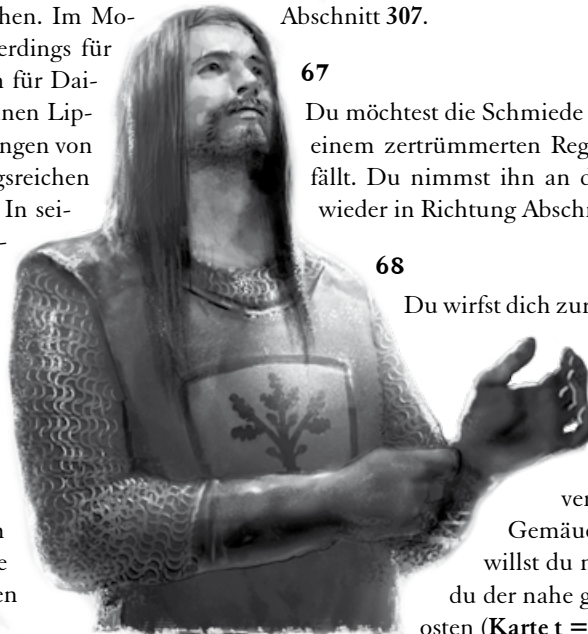 hen. Im Mo-
erdings für
n für Dai-
nen Lip-
ngen von
gsreichen
In sei-
-
n
e
en
Abschnitt 307.
67
Du möchtest die Schmiede
einem zertrümmerten Reg
fällt. Du nimmst ihn an d
wieder in Richtung Abschn
68
Du wirfst dich zur
ver
Gemäuc
willst du n
du der nahe g
osten (Karte t =